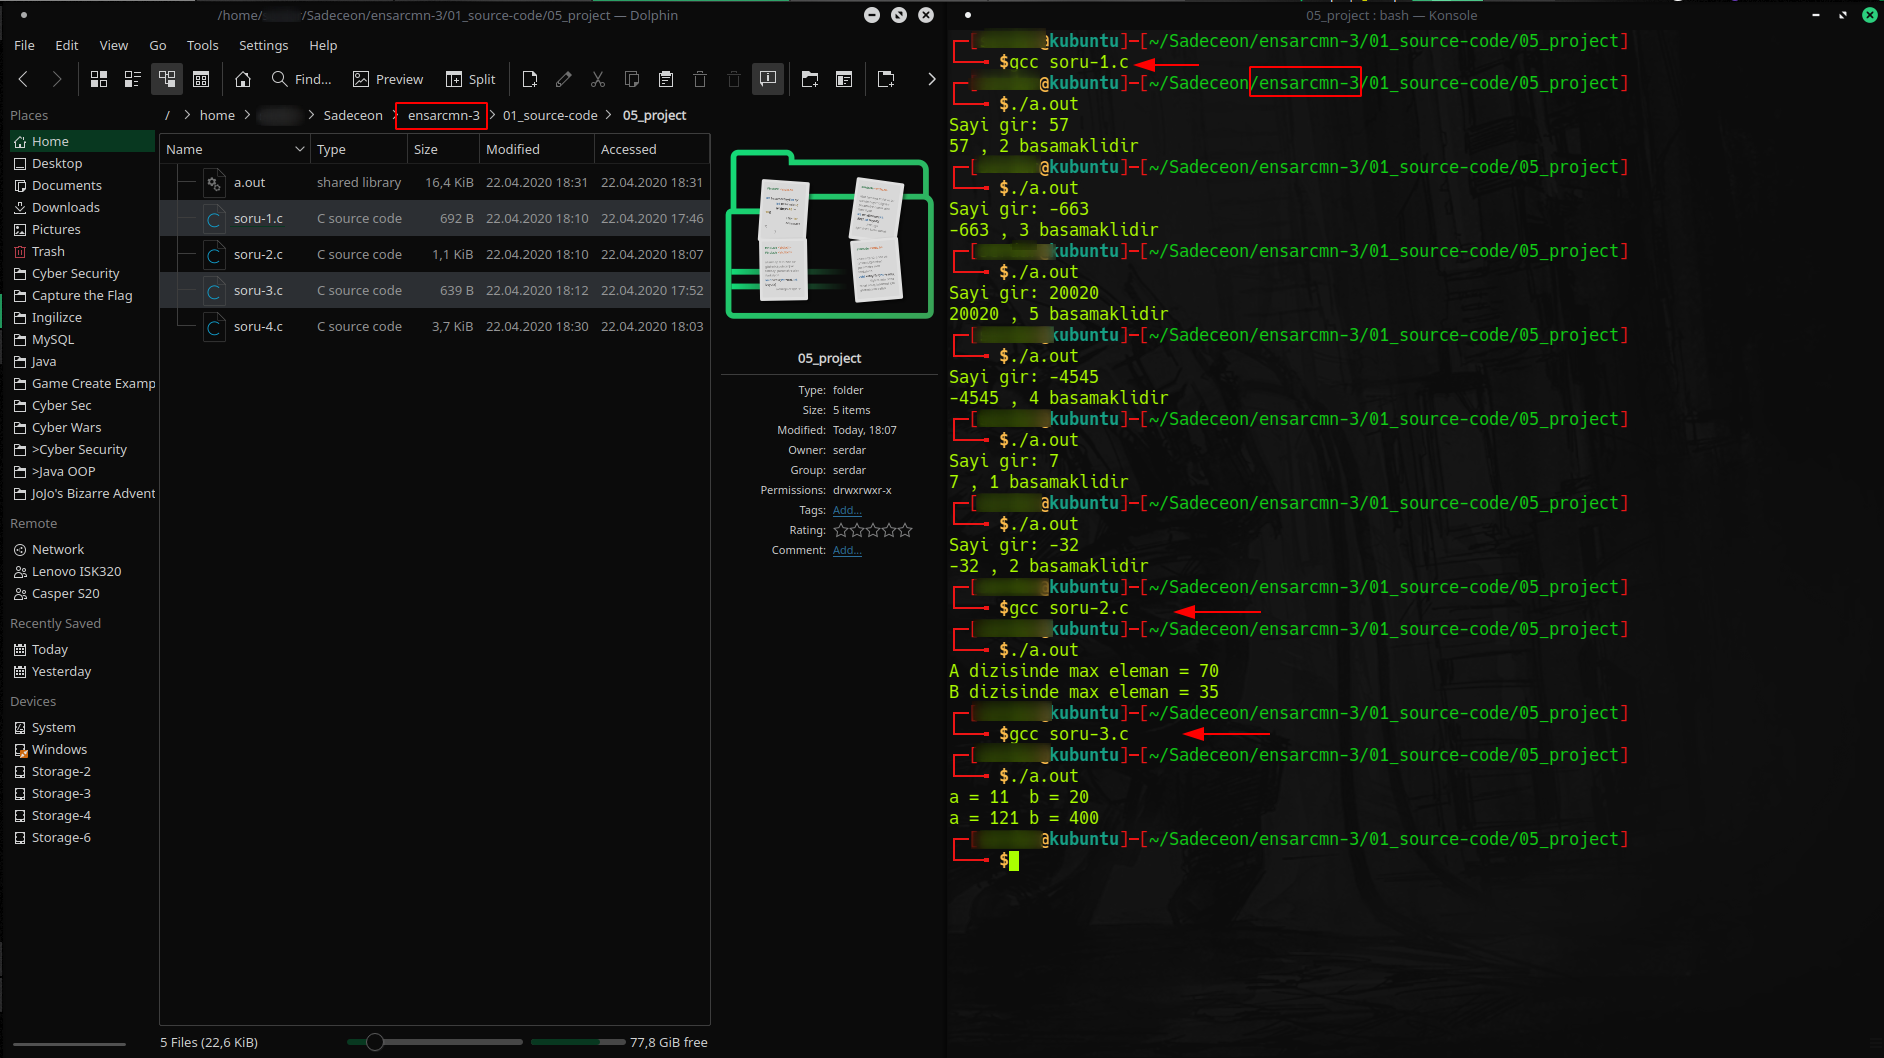 /home/ /Sadeceon/ensarcmn-3/01_source-code/05_project — Dolphin
File Edit View Go Tools Settings Help
Find... Preview Split
Places
Home
Desktop
Documents
Downloads
Pictures
Trash
Cyber Security
Capture the Flag
Ingilizce
MySQL
Java
Game Create Examp
Cyber Sec
Cyber Wars
>Cyber Security
>Java OOP
JoJo's Bizarre Advent
Remote
Network
Lenovo ISK320
Casper S20
Recently Saved
Today
Yesterday
Devices
System
Windows
Storage-2
Storage-3
Storage-4
Storage-6
/ > home > > Sadeceon > ensarcmn-3 > 01_source-code > 05_project
Name Type Size Modified Accessed
a.out shared library 16,4 KiB 22.04.2020 18:31 22.04.2020 18:31
soru-1.c C source code 692 B 22.04.2020 18:10 22.04.2020 17:46
soru-2.c C source code 1,1 KiB 22.04.2020 18:10 22.04.2020 18:07
soru-3.c C source code 639 B 22.04.2020 18:12 22.04.2020 17:52
soru-4.c C source code 3,7 KiB 22.04.2020 18:30 22.04.2020 18:03
5 Files (22,6 KiB) 77,8 GiB free
05_project
Type: folder
Size: 5 items
Modified: Today, 18:07
Owner: serdar
Group: serdar
Permissions: drwxrwxr-x
Tags: Add...
Rating:
Comment: Add...
05_project : bash — Konsole
[ @kubuntu]-[~/Sadeceon/ensarcmn-3/01_source-code/05_project]
$gcc soru-1.c
[ @kubuntu]-[~/Sadeceon/ensarcmn-3/01_source-code/05_project]
$./a.out
Sayi gir: 57
57 , 2 basamaklidir
[ @kubuntu]-[~/Sadeceon/ensarcmn-3/01_source-code/05_project]
$./a.out
Sayi gir: -663
-663 , 3 basamaklidir
[ kubuntu]-[~/Sadeceon/ensarcmn-3/01_source-code/05_project]
$./a.out
Sayi gir: 20020
20020 , 5 basamaklidir
[ kubuntu]-[~/Sadeceon/ensarcmn-3/01_source-code/05_project]
$./a.out
Sayi gir: -4545
-4545 , 4 basamaklidir
[ kubuntu]-[~/Sadeceon/ensarcmn-3/01_source-code/05_project]
$./a.out
Sayi gir: 7
7 , 1 basamaklidir
[ @kubuntu]-[~/Sadeceon/ensarcmn-3/01_source-code/05_project]
$./a.out
Sayi gir: -32
-32 , 2 basamaklidir
[ @kubuntu]-[~/Sadeceon/ensarcmn-3/01_source-code/05_project]
$gcc soru-2.c
[ kubuntu]-[~/Sadeceon/ensarcmn-3/01_source-code/05_project]
$./a.out
A dizisinde max eleman = 70
B dizisinde max eleman = 35
[ kubuntu]-[~/Sadeceon/ensarcmn-3/01_source-code/05_project]
$gcc soru-3.c
[ kubuntu]-[~/Sadeceon/ensarcmn-3/01_source-code/05_project]
$./a.out
a = 11  b = 20
a = 121 b = 400
[ @kubuntu]-[~/Sadeceon/ensarcmn-3/01_source-code/05_project]
$